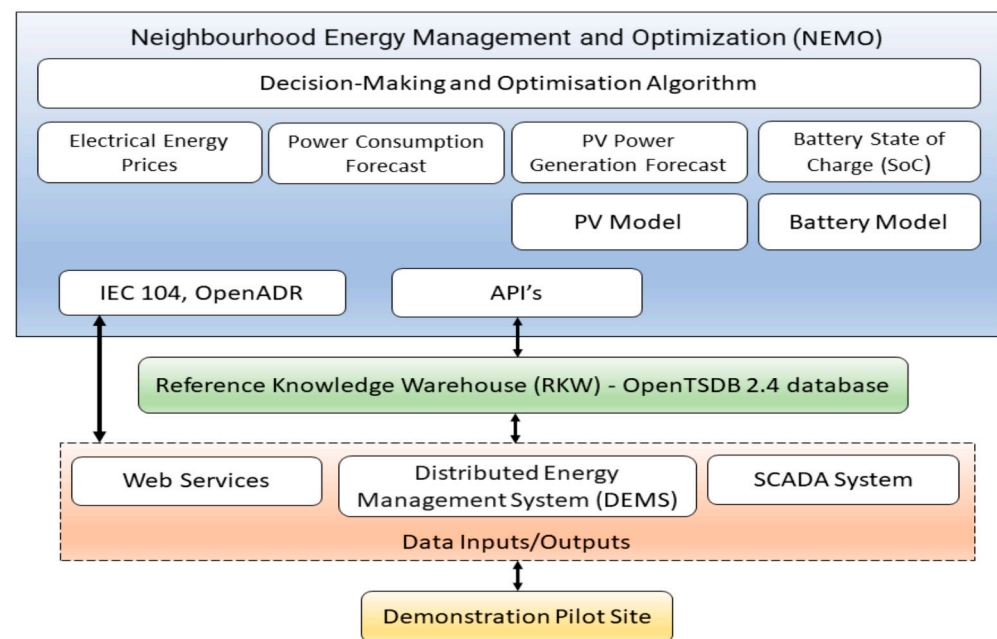 Neighbourhood Energy Management and Optimization (NEMO)
Decision-Making and Optimisation Algorithm
Electrical Energy
Prices
Power Consumption
Forecast
PV Power
Generation Forecast
Battery State of
Charge (SoC)
PV Model
Battery Model
IEC 104, OpenADR
API's
Reference Knowledge Warehouse (RKW) - OpenTSDB 2.4 database
Web Services
Distributed Energy
Management System (DEMS)
SCADA System
Data Inputs/Outputs
Demonstration Pilot Site